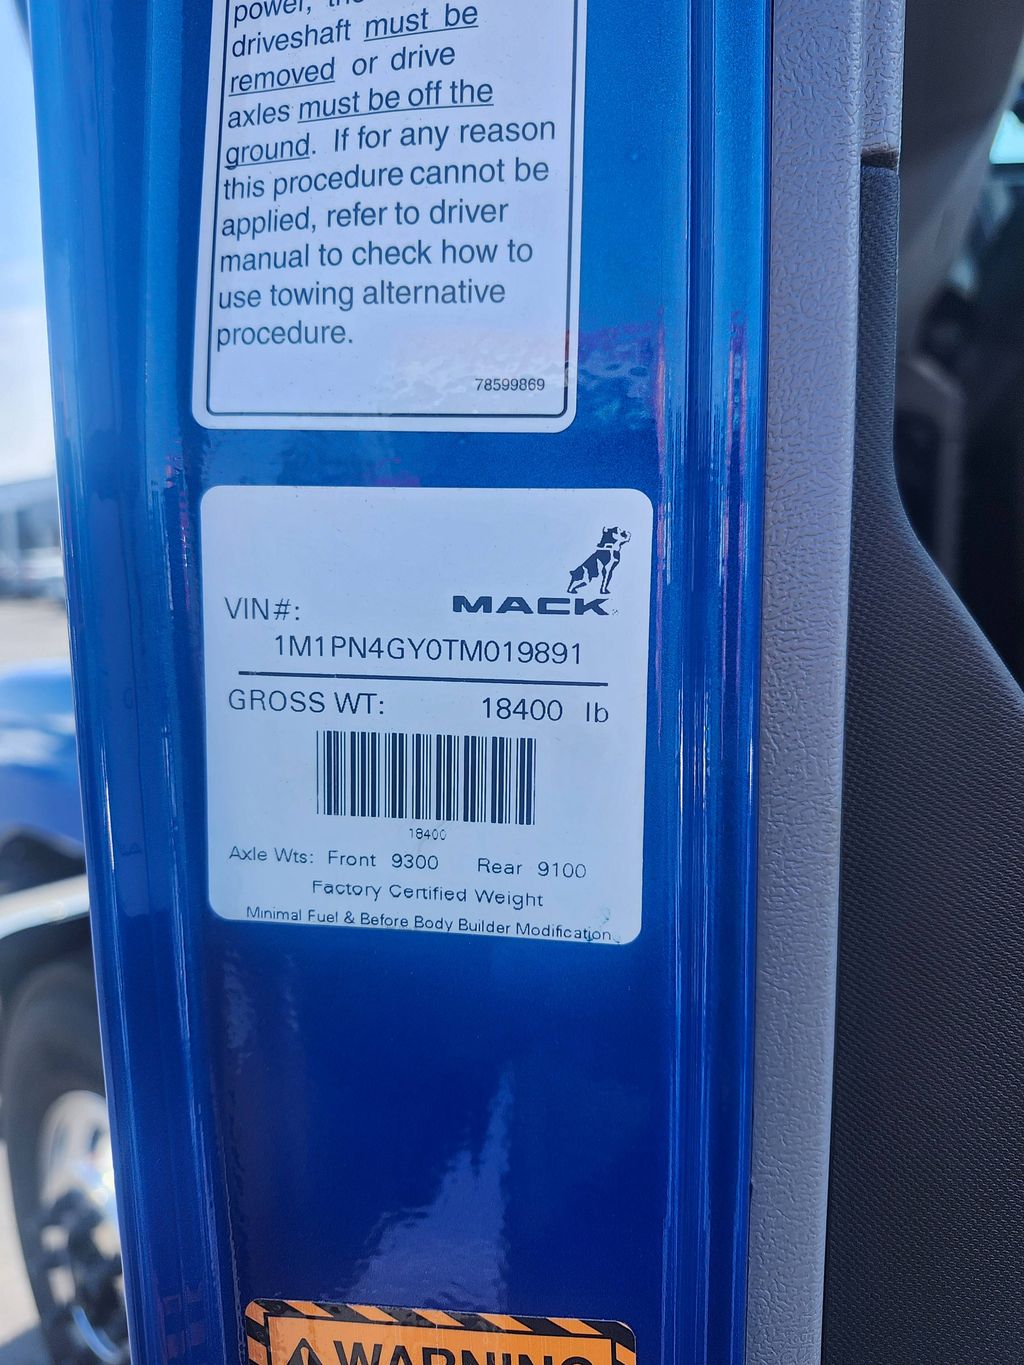 power, the
driveshaft must be
removed or drive
axles must be off the
ground. If for any reason
this procedure cannot be
applied, refer to driver
manual to check how to
use towing alternative
procedure.
78599869
MACK
VIN#:
1M1PN4GY0TM019891
GROSS WT: 18400 lb
18400
Axle Wts: Front 9300 Rear 9100
Factory Certified Weight
Minimal Fuel & Before Body Builder Modification
WARNING